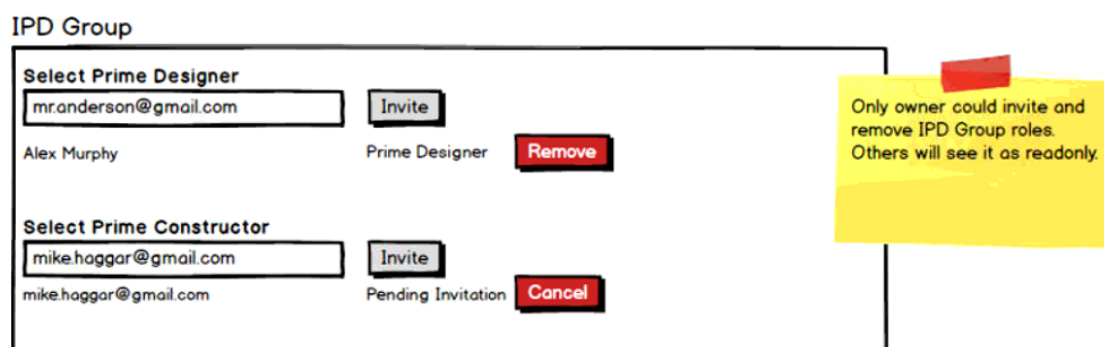 IPD Group
Select Prime Designer
mr.anderson@gmail.com Invite
Alex Murphy Prime Designer Remove
Select Prime Constructor
mike.haggar@gmail.com Invite
mike.haggar@gmail.com Pending Invitation Cancel
Only owner could invite and
remove IPD Group roles.
Others will see it as readonly.